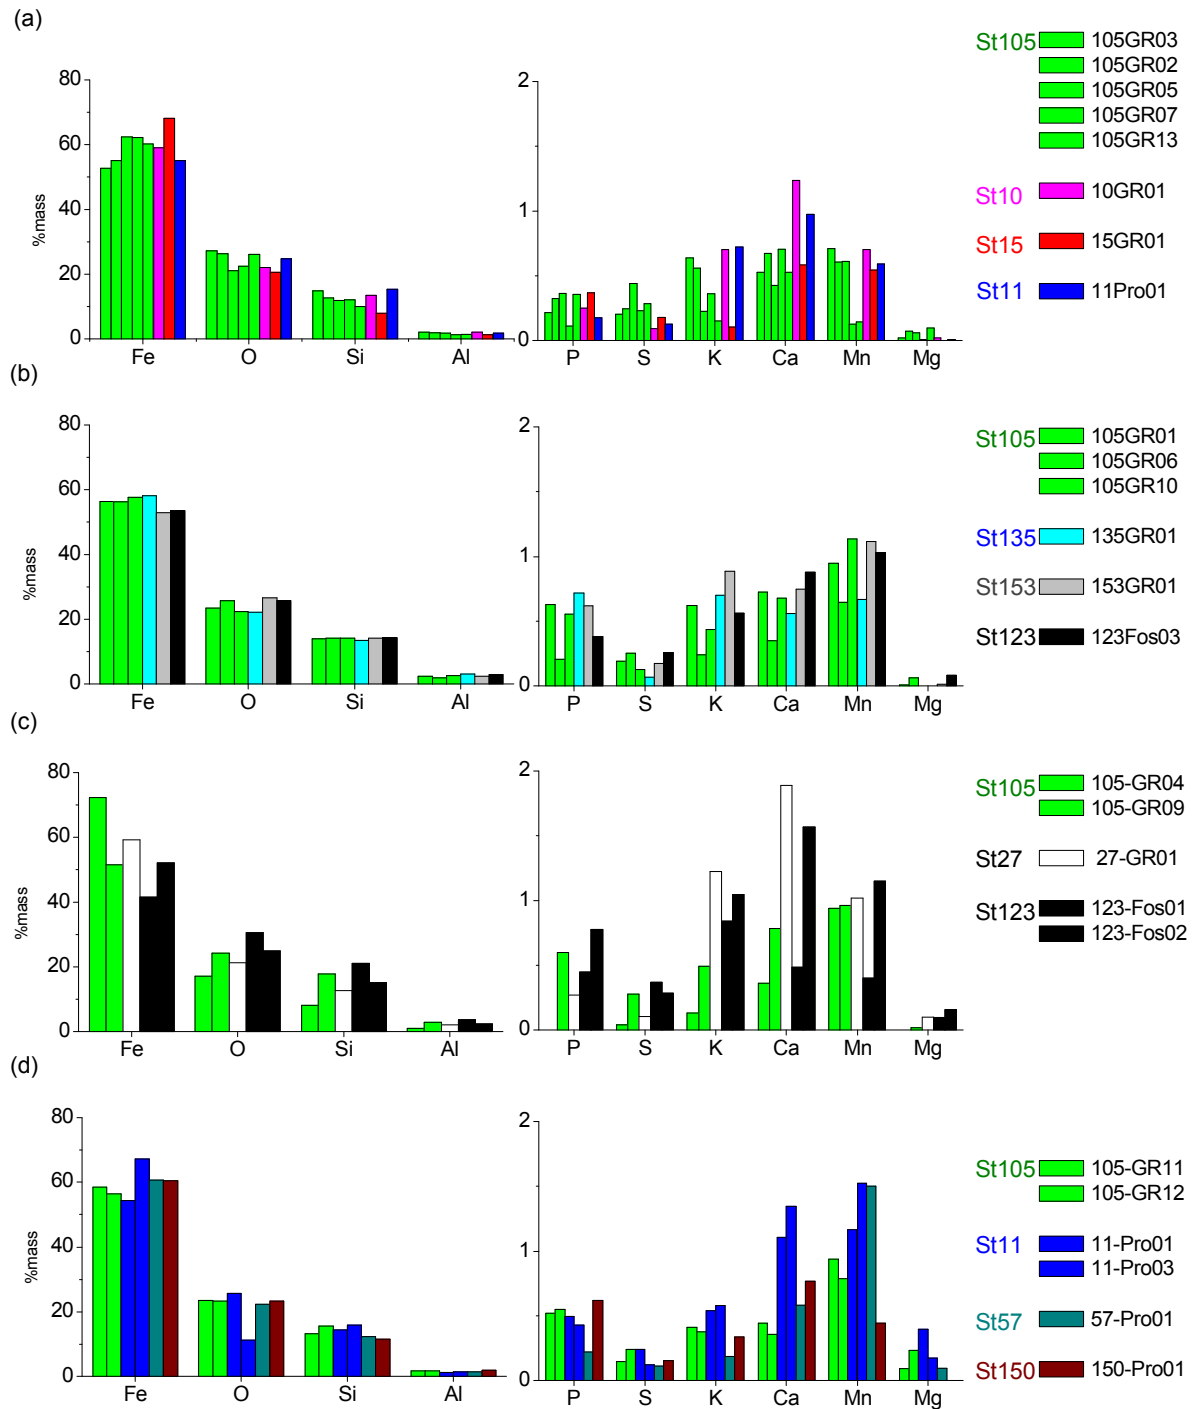 (a)
80
60
40
20
0
%mass
Fe O Si Al
2
1
0
P S K Ca Mn Mg
St105 105GR03
105GR02
105GR05
105GR07
105GR13
St10 10GR01
St15 15GR01
St11 11Pro01
(b)
80
60
40
20
0
%mass
Fe O Si Al
2
1
0
P S K Ca Mn Mg
St105 105GR01
105GR06
105GR10
St135 135GR01
St153 153GR01
St123 123Fos03
(c)
80
60
40
20
0
%mass
Fe O Si Al
2
1
0
P S K Ca Mn Mg
St105 105-GR04
105-GR09
St27 27-GR01
St123 123-Fos01
123-Fos02
(d)
80
60
40
20
0
%mass
Fe O Si Al
2
1
0
P S K Ca Mn Mg
St105 105-GR11
105-GR12
St11 11-Pro01
11-Pro03
St57 57-Pro01
St150 150-Pro01